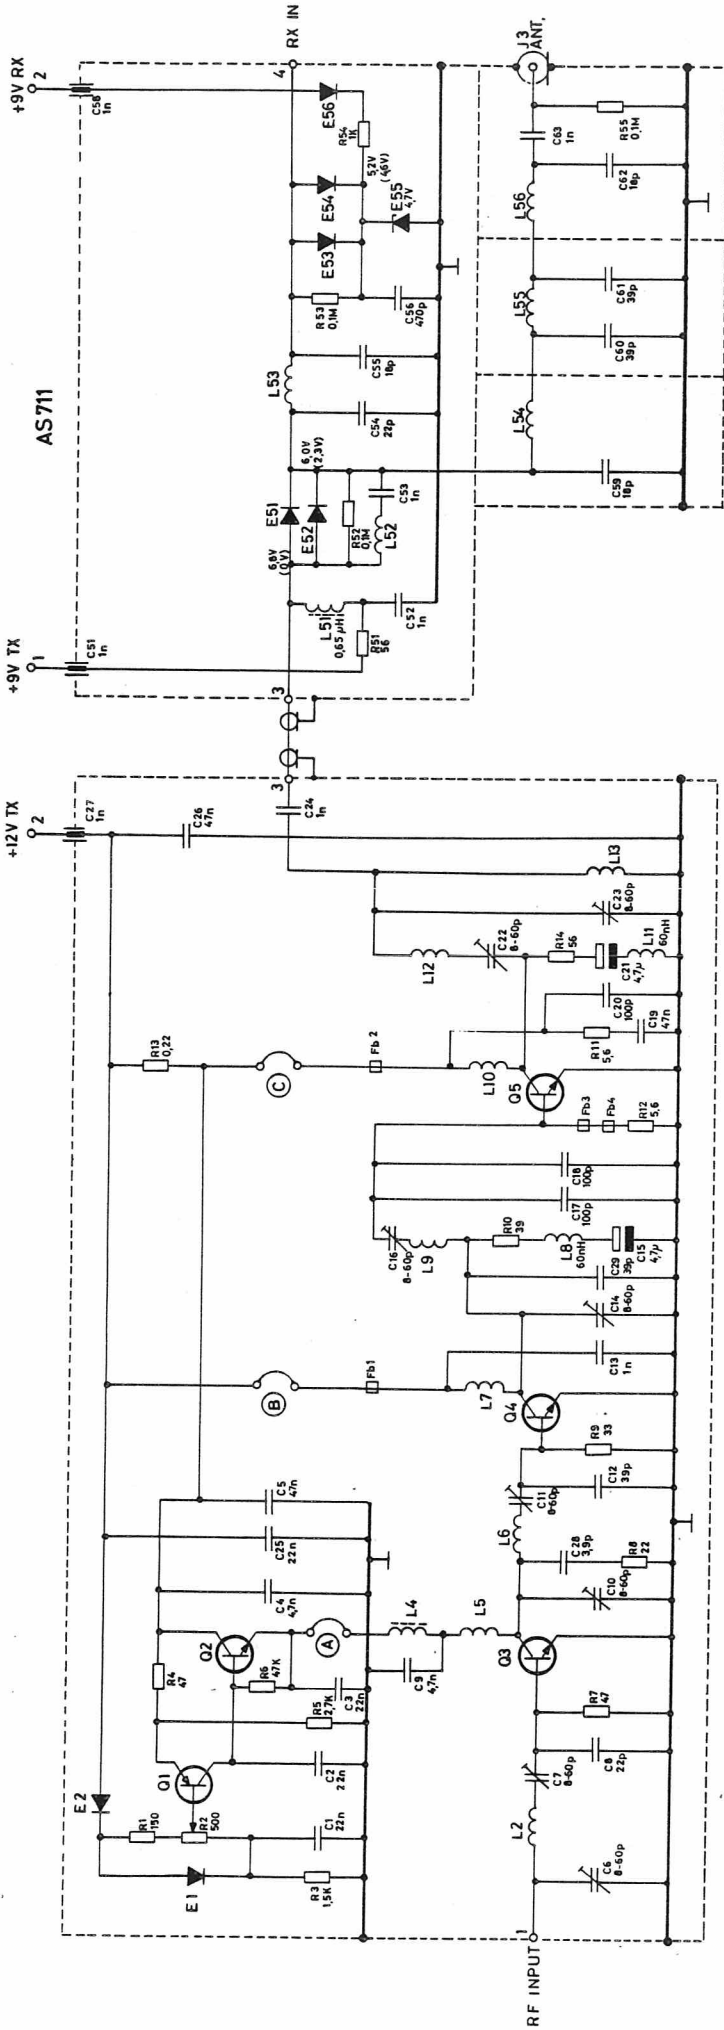 +12V TX
2
C27
1n
C26
47n
+9V TX
1
C51
1n
AS711
+9V RX
2
C58
1n
RX IN
4
E2
R1
150
R2
500
E1
R3
1,5K
C1
22n
Q1
C2
22n
R4
47
R5
2,7K
R6
47K
C3
22n
Q2
A
C4
4,7n
C25
22n
C5
47n
R13
0,22
B
C
Fb1
Fb2
L4
C9
4,7n
L5
RF INPUT
1
C6
8-60p
L2
C7
8-60p
C8
22p
R7
47
Q3
C10
8-60p
C28
3,9p
R8
22
L6
C11
8-60p
C12
39p
R9
33
Q4
L7
C13
1n
C14
8-60p
C29
39p
C16
8-60p
L9
R10
39
L8
60nH
C15
4,7µ
C17
100p
C18
100p
Fb3
Fb4
R12
5,6
Q5
L10
R11
5,6
C19
47n
C20
100p
L12
C22
8-60p
R14
56
C21
4,7µ
L11
60nH
C23
8-60p
L13
C24
1n
3
3
L51
0,65µH
R51
56
C52
1n
6,8V
(0V)
E51
E52
R52
0,1M
L52
C53
1n
6,0V
(2,3V)
L53
C54
22p
C55
18p
R53
0,1M
C56
470p
E53
E54
E55
4,7V
5,2V
(4,6V)
R54
1K
E56
C59
18p
L54
C60
39p
L55
C61
39p
L56
C62
18p
C63
1n
R55
0,1M
J3
ANT.